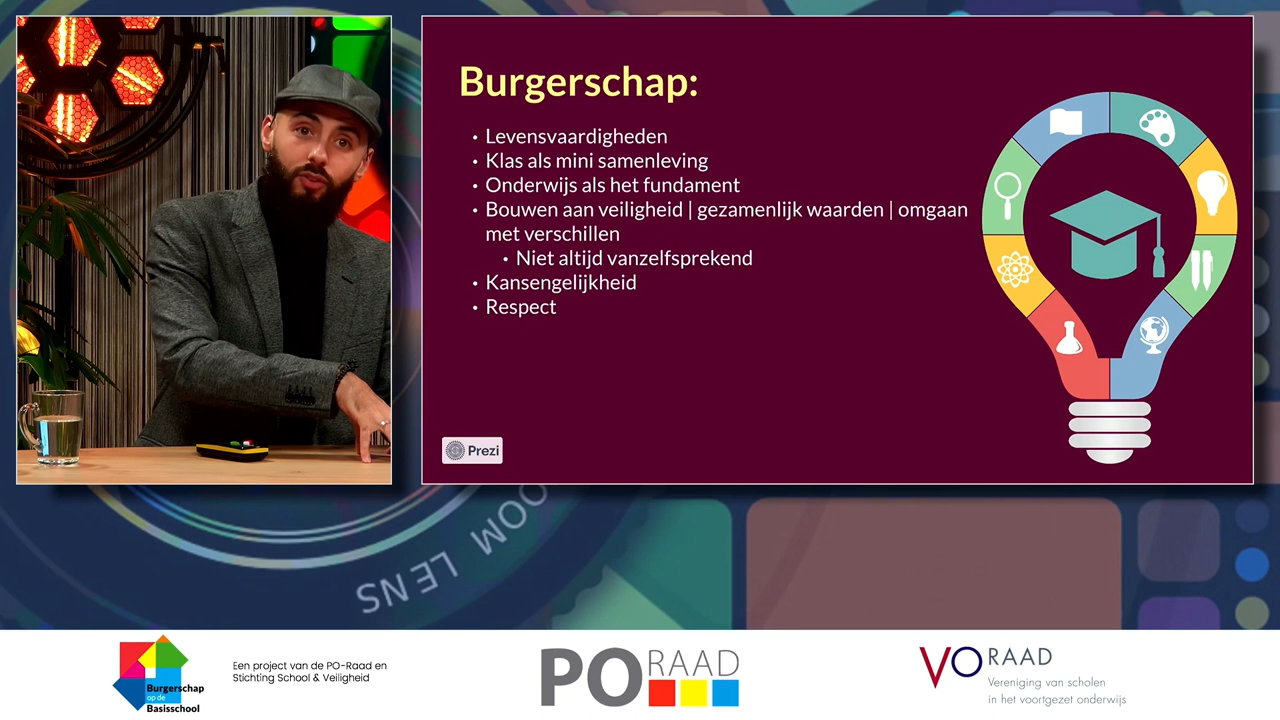 Burgerschap:
• Levensvaardigheden
• Klas als mini samenleving
• Onderwijs als het fundament
• Bouwen aan veiligheid | gezamenlijk waarden | omgaan
met verschillen
• Niet altijd vanzelfsprekend
• Kansengelijkheid
• Respect
Prezi
OOM LENS
Burgerschap
op de
Basisschool
Een project van de PO-Raad en
Stichting School & Veiligheid
PO RAAD
VO RAAD
Vereniging van scholen
in het voortgezet onderwijs